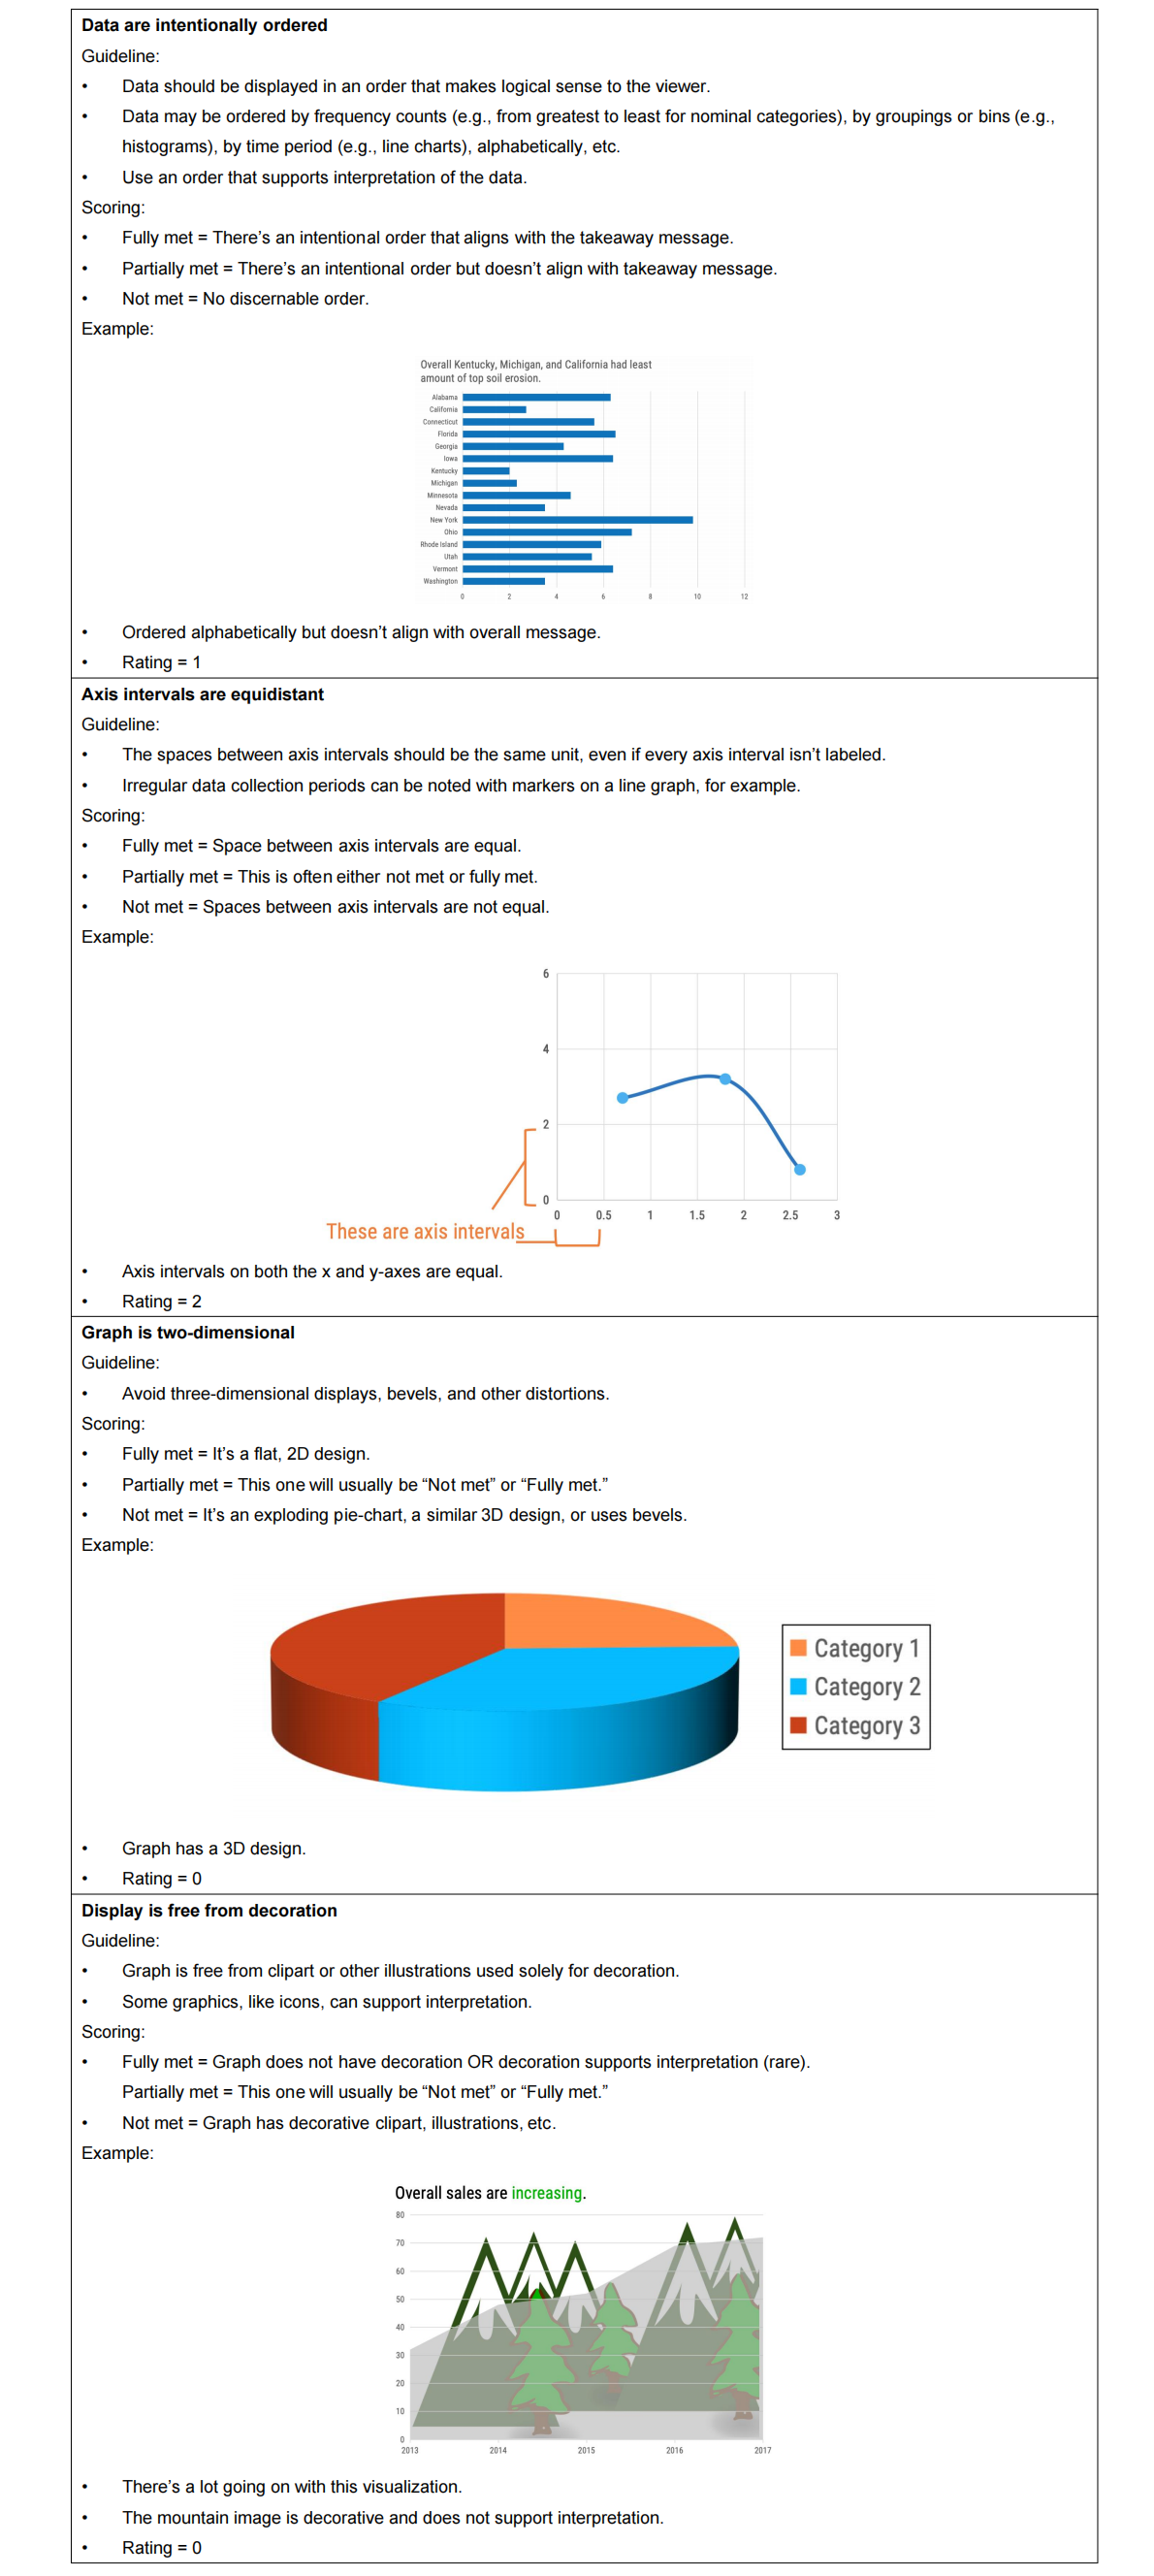 Data are intentionally ordered
Guideline:
• Data should be displayed in an order that makes logical sense to the viewer.
• Data may be ordered by frequency counts (e.g., from greatest to least for nominal categories), by groupings or bins (e.g.,
histograms), by time period (e.g., line charts), alphabetically, etc.
• Use an order that supports interpretation of the data.
Scoring:
• Fully met = There’s an intentional order that aligns with the takeaway message.
• Partially met = There’s an intentional order but doesn’t align with takeaway message.
• Not met = No discernable order.
Example:
Overall Kentucky, Michigan, and California had least
amount of top soil erosion.
Alabama
California
Connecticut
Florida
Georgia
Iowa
Kentucky
Michigan
Minnesota
Nevada
New York
Ohio
Rhode Island
Utah
Vermont
Washington
0 2 4 6 8 10 12
• Ordered alphabetically but doesn’t align with overall message.
• Rating = 1
Axis intervals are equidistant
Guideline:
• The spaces between axis intervals should be the same unit, even if every axis interval isn’t labeled.
• Irregular data collection periods can be noted with markers on a line graph, for example.
Scoring:
• Fully met = Space between axis intervals are equal.
• Partially met = This is often either not met or fully met.
• Not met = Spaces between axis intervals are not equal.
Example:
6
4
2
0
0 0.5 1 1.5 2 2.5 3
These are axis intervals
• Axis intervals on both the x and y-axes are equal.
• Rating = 2
Graph is two-dimensional
Guideline:
• Avoid three-dimensional displays, bevels, and other distortions.
Scoring:
• Fully met = It’s a flat, 2D design.
• Partially met = This one will usually be “Not met” or “Fully met.”
• Not met = It’s an exploding pie-chart, a similar 3D design, or uses bevels.
Example:
Category 1
Category 2
Category 3
• Graph has a 3D design.
• Rating = 0
Display is free from decoration
Guideline:
• Graph is free from clipart or other illustrations used solely for decoration.
• Some graphics, like icons, can support interpretation.
Scoring:
• Fully met = Graph does not have decoration OR decoration supports interpretation (rare).
Partially met = This one will usually be “Not met” or “Fully met.”
• Not met = Graph has decorative clipart, illustrations, etc.
Example:
Overall sales are increasing.
80
70
60
50
40
30
20
10
0
2013 2014 2015 2016 2017
• There’s a lot going on with this visualization.
• The mountain image is decorative and does not support interpretation.
• Rating = 0